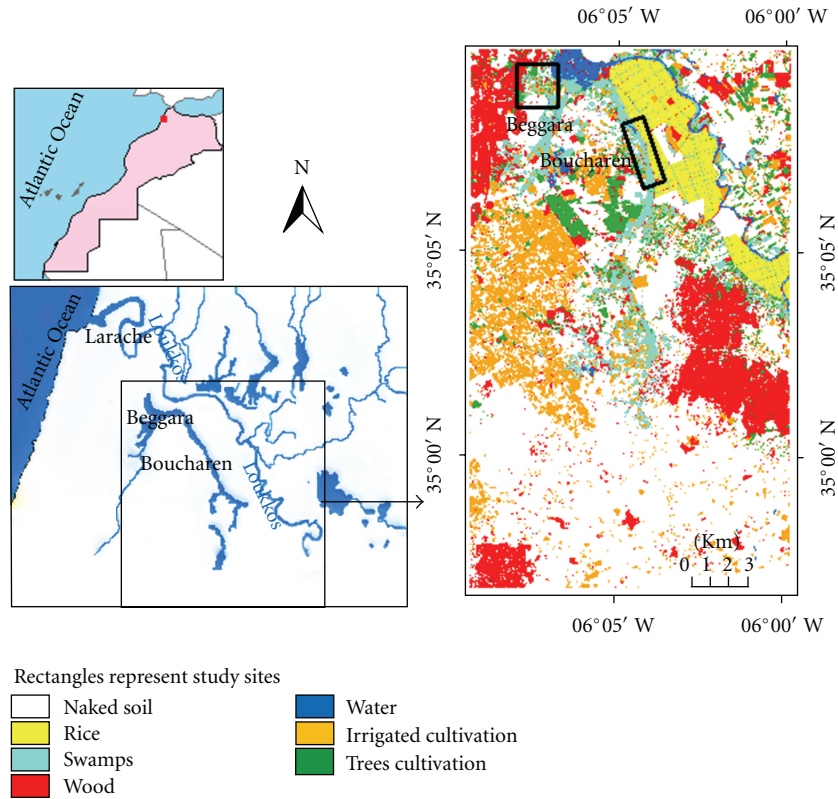 06° 05′ W
06° 00′ W
Atlantic Ocean
N
Beggara
Boucharen
35° 05′ N
35° 05′ N
Atlantic Ocean
Larache
Loukkos
Beggara
Boucharen
Loukkos
35° 00′ N
35° 00′ N
(Km)
0 1 2 3
06° 05′ W
06° 00′ W
Rectangles represent study sites
Naked soil
Rice
Swamps
Wood
Water
Irrigated cultivation
Trees cultivation